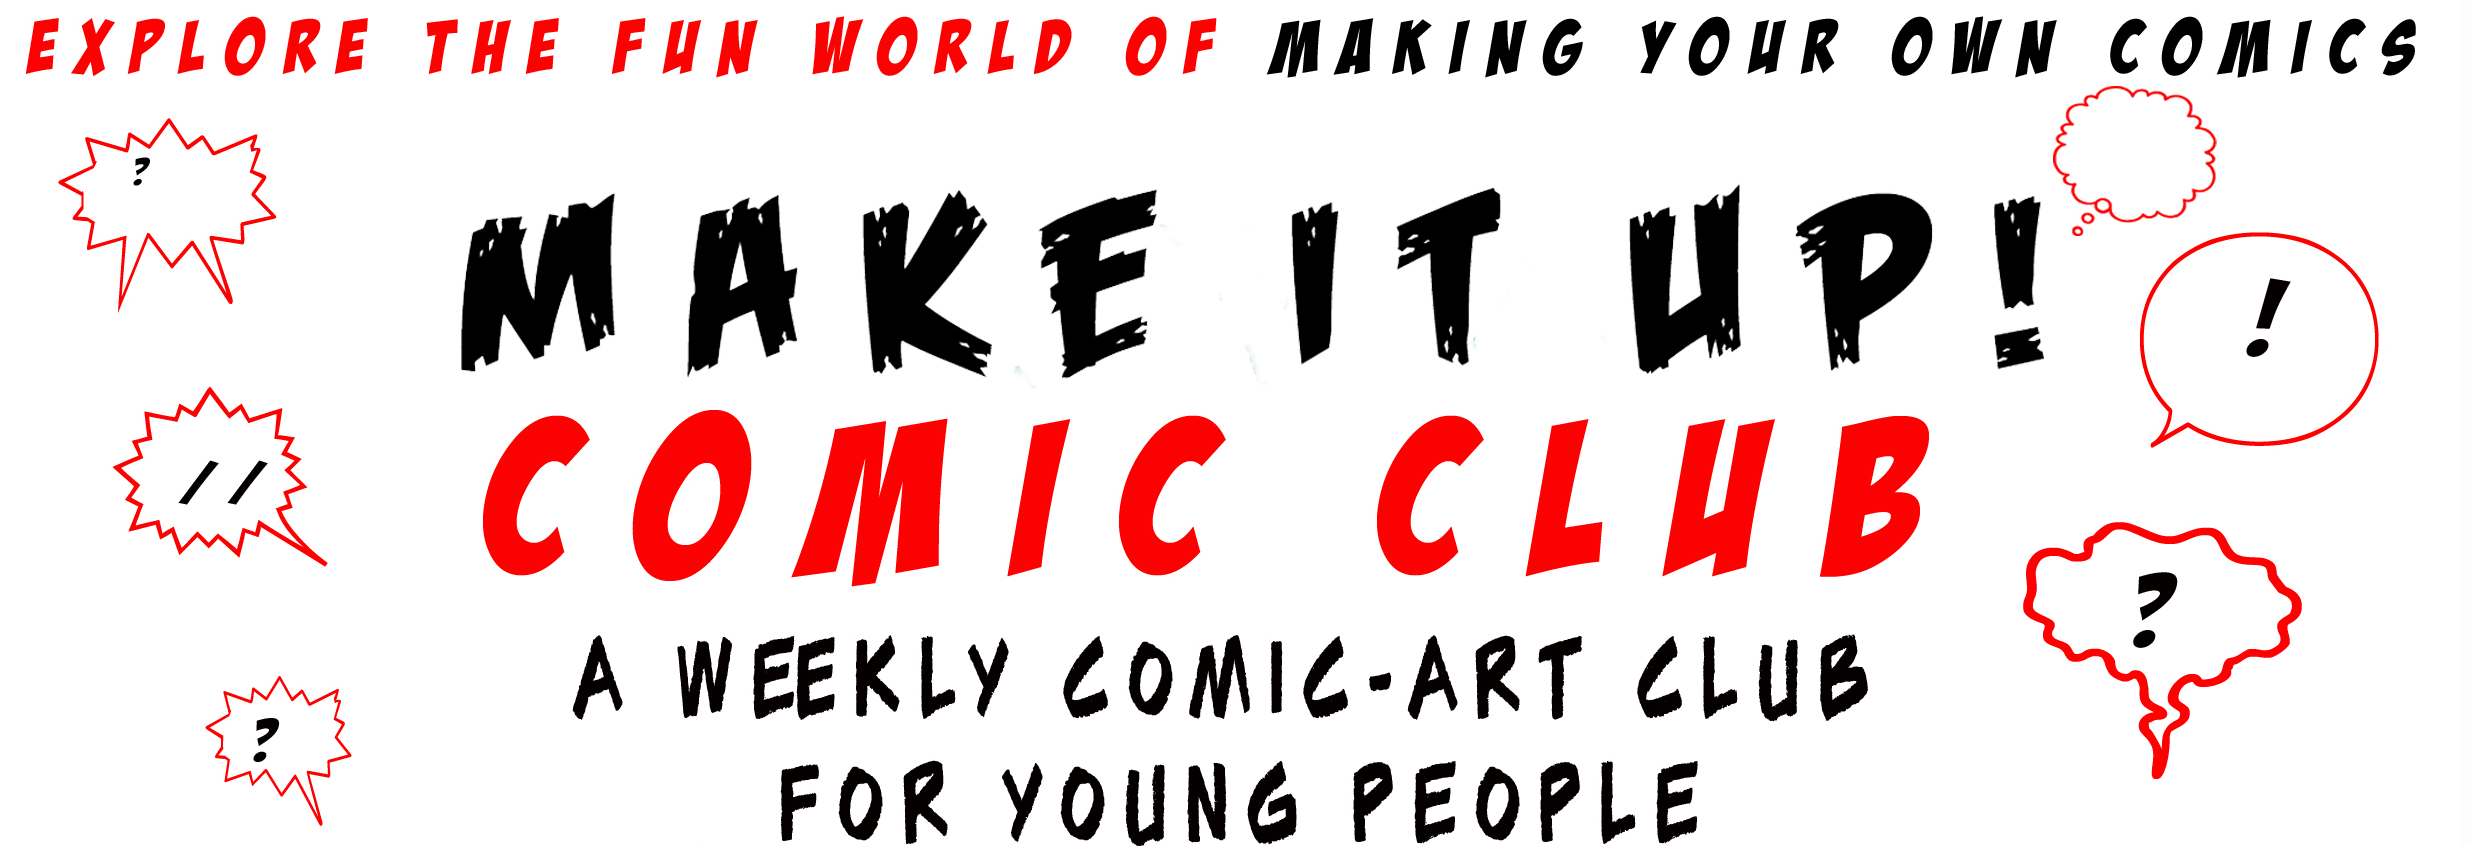 EXPLORE THE FUN WORLD OF MAKING YOUR OWN COMICS
?
MAKE IT UP!
!
COMIC CLUB
//
?
A WEEKLY COMIC-ART CLUB
?
FOR YOUNG PEOPLE